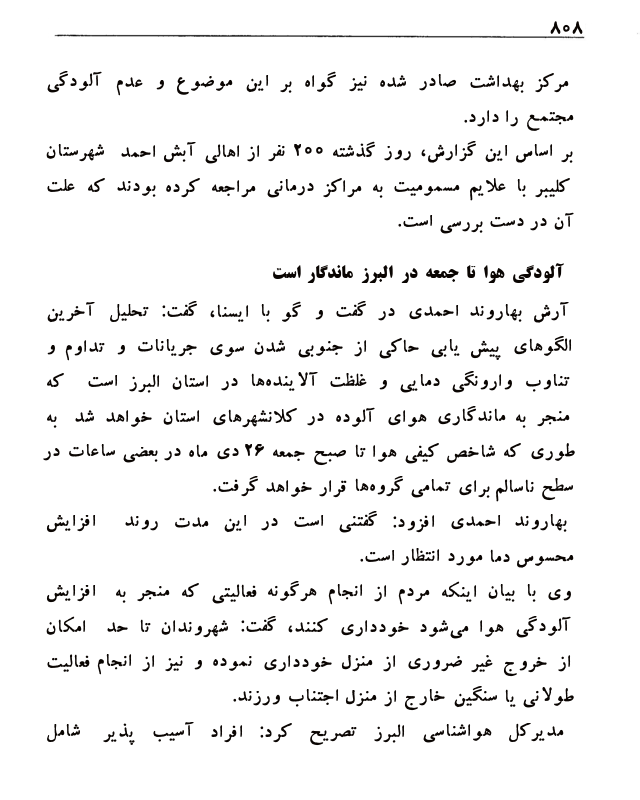 ۸۰۸
مرکز بهداشت صادر شده نیز گواه بر این موضوع و عدم آلودگی
مجتمع را دارد.
بر اساس این گزارش، روز گذشته ۲۰۰ نفر از اهالی آبش احمد شهرستان
کلیبر با علایم مسمومیت به مراکز درمانی مراجعه کرده بودند که علت
آن در دست بررسی است.
آلودگی هوا تا جمعه در البرز ماندگار است
آرش بهاروند احمدی در گفت و گو با ایسنا، گفت: تحلیل آخرین
الگوهای پیش یابی حاکی از جنوبی شدن سوی جریانات و تداوم و
تناوب وارونگی دمایی و غلظت آلاینده‌ها در استان البرز است که
منجر به ماندگاری هوای آلوده در کلانشهرهای استان خواهد شد به
طوری که شاخص کیفی هوا تا صبح جمعه ۲۶ دی ماه در بعضی ساعات در
سطح ناسالم برای تمامی گروه‌ها قرار خواهد گرفت.
بهاروند احمدی افزود: گفتنی است در این مدت روند افزایش
محسوس دما مورد انتظار است.
وی با بیان اینکه مردم از انجام هرگونه فعالیتی که منجر به افزایش
آلودگی هوا می‌شود خودداری کنند، گفت: شهروندان تا حد امکان
از خروج غیر ضروری از منزل خودداری نموده و نیز از انجام فعالیت
طولانی یا سنگین خارج از منزل اجتناب ورزند.
مدیرکل هواشناسی البرز تصریح کرد: افراد آسیب پذیر شامل